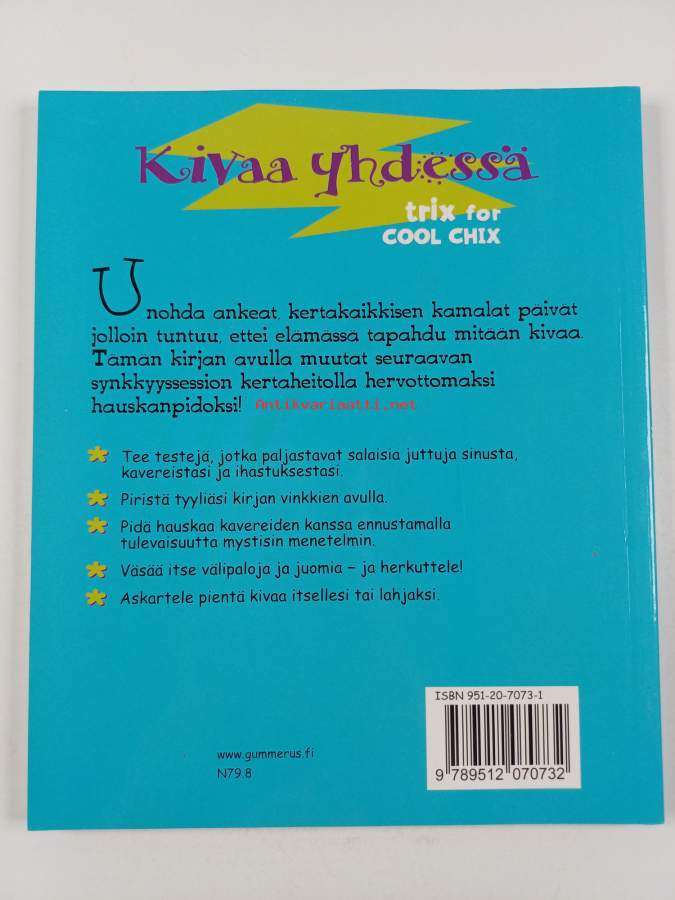 Kivaa yhdessä
trix for
COOL CHIX
Unohda ankeat, kertakaikkisen kamalat päivät
jolloin tuntuu, ettei elämässä tapahdu mitään kivaa.
Tämän kirjan avulla muutat seuraavan
synkkyyssession kertaheitolla hervottomaksi
hauskanpidoksi!
Antikvariaatti.net
Tee testejä, jotka paljastavat salaisia juttuja sinusta,
kavereistasi ja ihastuksestasi.
Piristä tyyliäsi kirjan vinkkien avulla.
Pidä hauskaa kavereiden kanssa ennustamalla
tulevaisuutta mystisin menetelmin.
Väsää itse välipaloja ja juomia – ja herkuttele!
Askartele pientä kivaa itsellesi tai lahjaksi.
ISBN 951-20-7073-1
www.gummerus.fi
N79.8
9 789512 070732